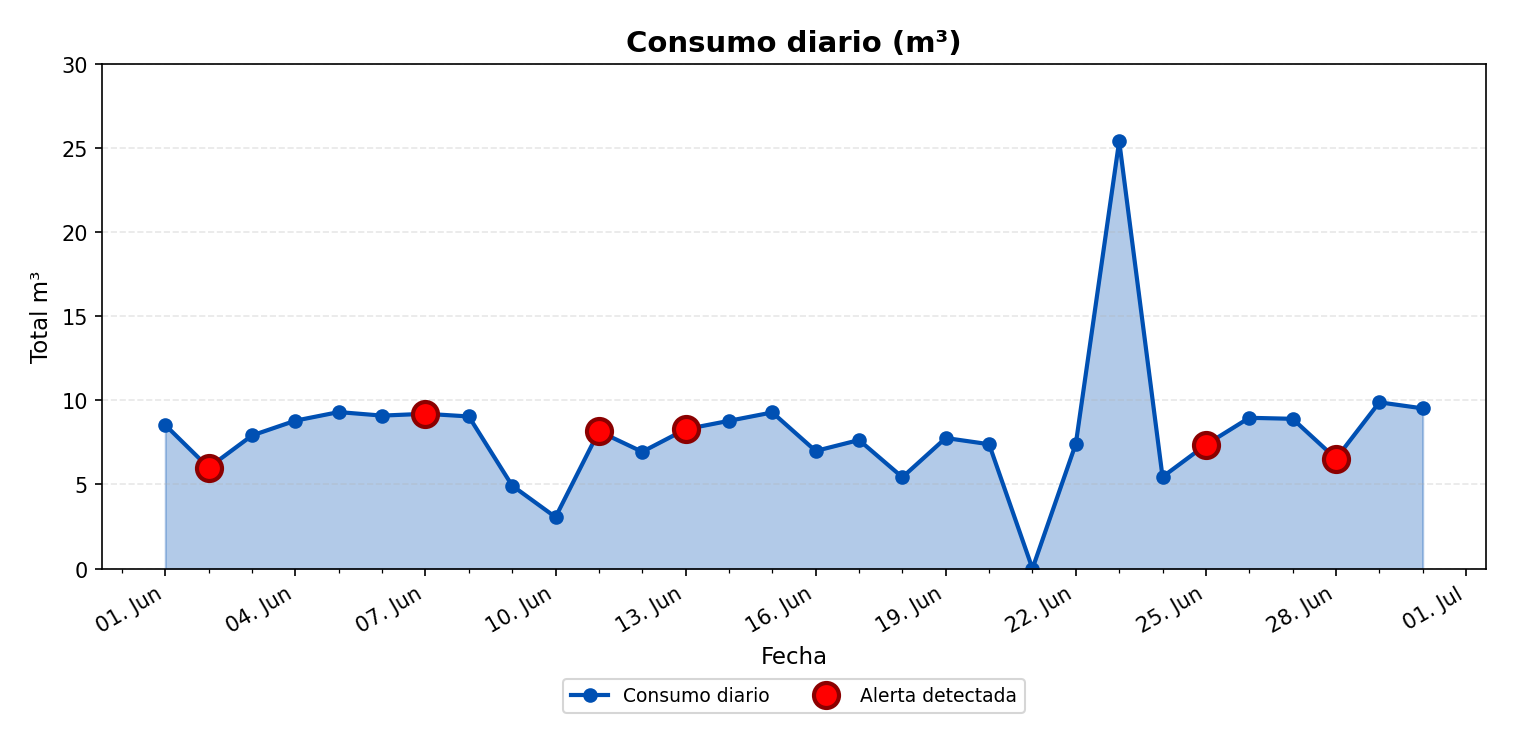 Consumo diario (m³)
30
25
20
15
10
5
0
Total m³
01. Jun
04. Jun
07. Jun
10. Jun
13. Jun
16. Jun
19. Jun
22. Jun
25. Jun
28. Jun
01. Jul
Fecha
Consumo diario
Alerta detectada